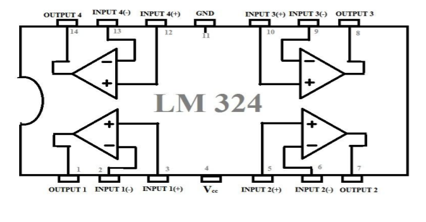 OUTPUT 4 INPUT 4(-) INPUT 4(+) GND INPUT 3(+) INPUT 3(-) OUTPUT 3
14 13 12 11 10 9 8
- -
+ +
LM 324
+ +
- -
1 2 3 4 5 6 7
OUTPUT 1 INPUT 1(-) INPUT 1(+) Vcc INPUT 2(+) INPUT 2(-) OUTPUT 2